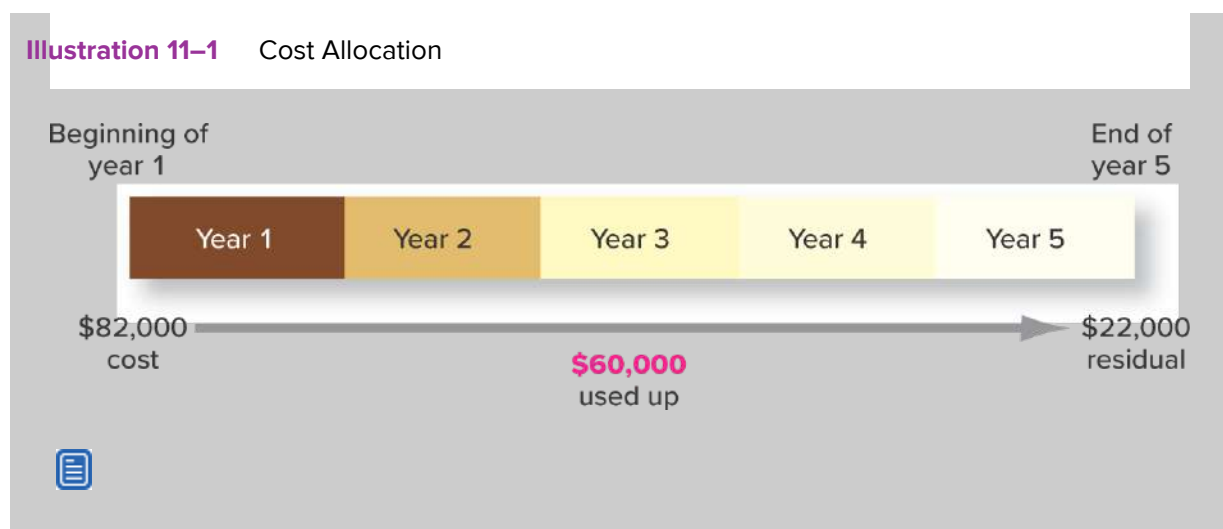 Illustration 11–1 Cost Allocation
Beginning of
year 1
End of
year 5
Year 1 Year 2 Year 3 Year 4 Year 5
$82,000
cost
$60,000
used up
$22,000
residual